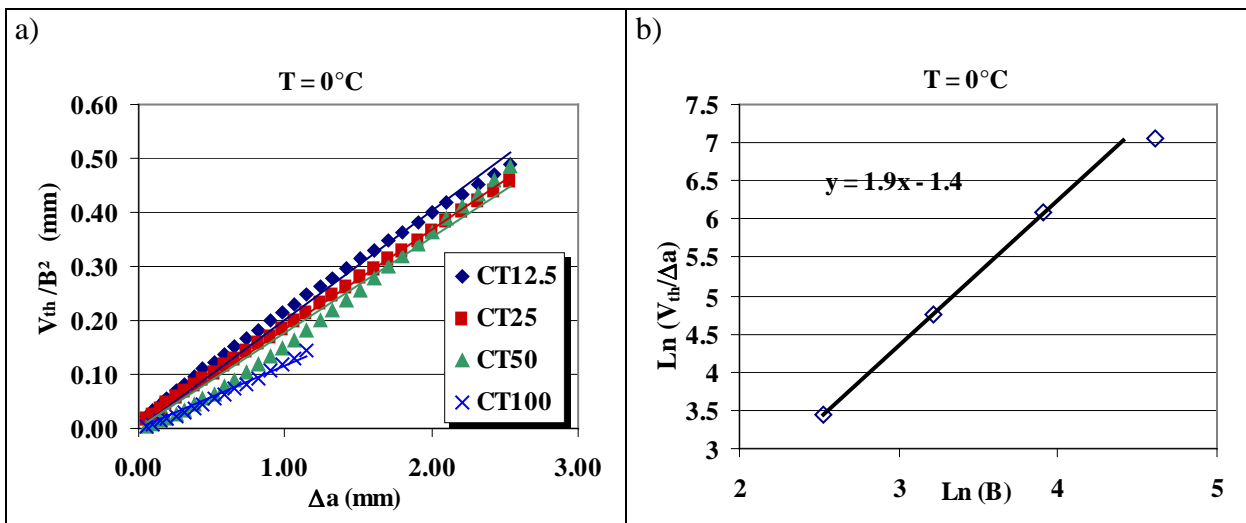 a)
T = 0°C
V_th /B² (mm)
0.60
0.50
0.40
0.30
0.20
0.10
0.00
0.00 1.00 2.00 3.00
Δa (mm)
CT12.5
CT25
CT50
CT100
b)
T = 0°C
Ln (V_th/Δa)
7.5
7
6.5
6
5.5
5
4.5
4
3.5
3
y = 1.9x - 1.4
2 3 4 5
Ln (B)